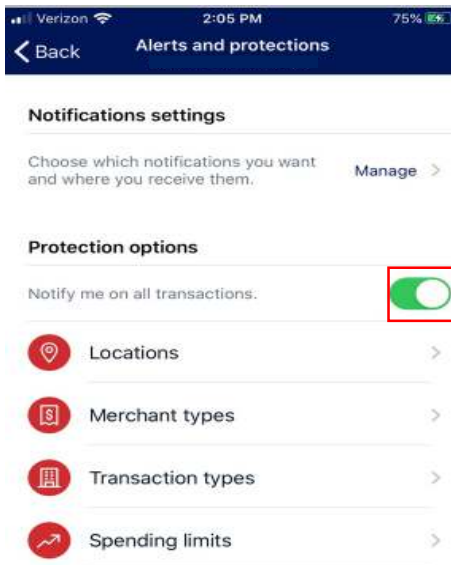 Verizon 2:05 PM 75%
Back Alerts and protections
Notifications settings
Choose which notifications you want
and where you receive them.
Manage
Protection options
Notify me on all transactions.
Locations
Merchant types
Transaction types
Spending limits